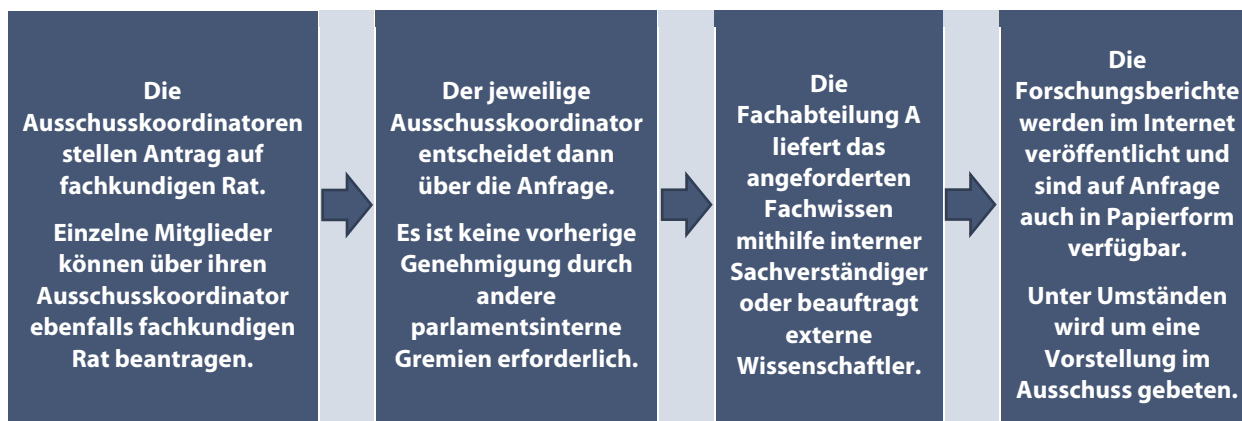 Die
Ausschusskoordinatoren
stellen Antrag auf
fachkundigen Rat.
Einzelne Mitglieder
können über ihren
Ausschusskoordinator
ebenfalls fachkundigen
Rat beantragen.
Der jeweilige
Ausschusskoordinator
entscheidet dann
über die Anfrage.
Es ist keine vorherige
Genehmigung durch
andere
parlamentsinterne
Gremien erforderlich.
Die
Fachabteilung A
liefert das
angeforderten
Fachwissen
mithilfe interner
Sachverständiger
oder beauftragt
externe
Wissenschaftler.
Die
Forschungsberichte
werden im Internet
veröffentlicht und
sind auf Anfrage
auch in Papierform
verfügbar.
Unter Umständen
wird um eine
Vorstellung im
Ausschuss gebeten.